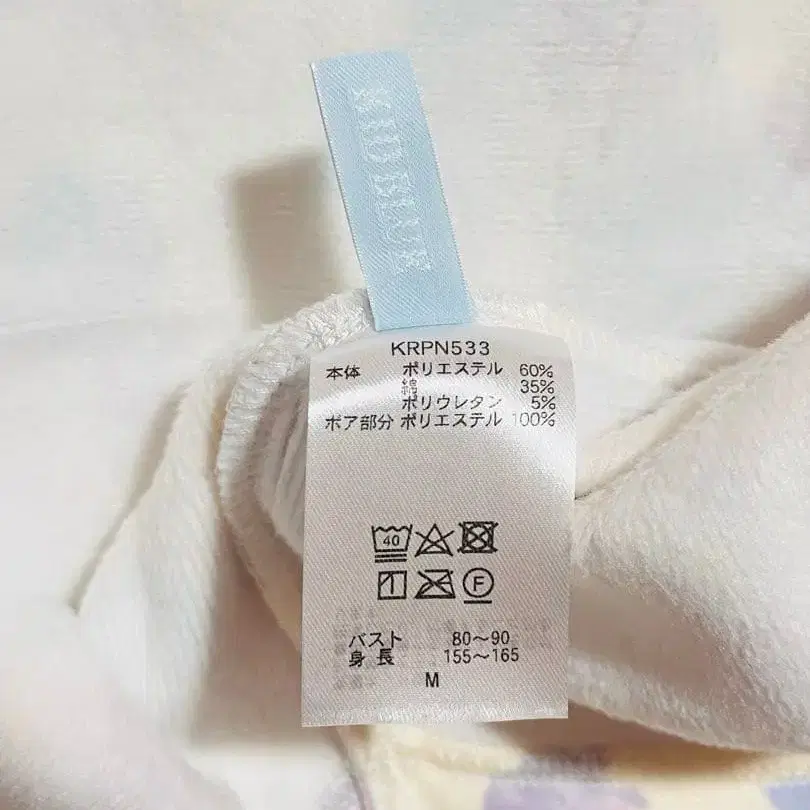 KID BLUE
KRPN533
本体 ポリエステル 60%
綿 35%
ポリウレタン 5%
ボア部分 ポリエステル 100%
40
F
バスト 80〜90
身長 155〜165
M